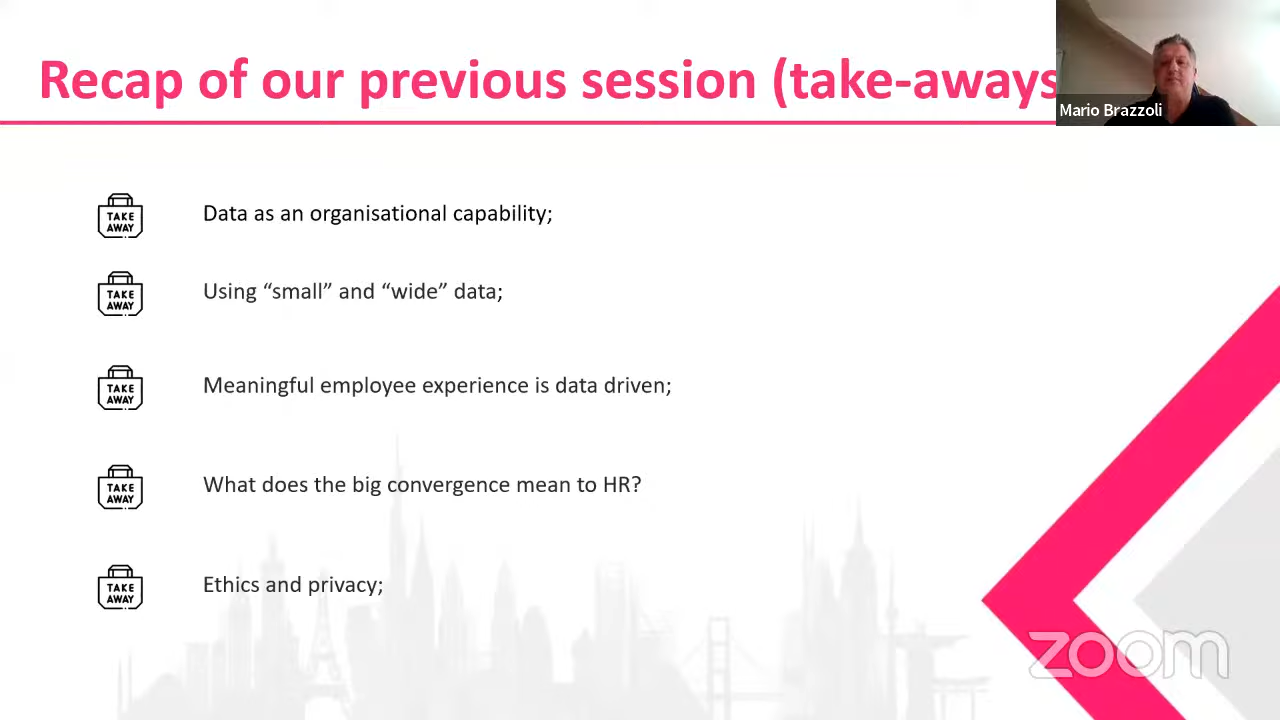 Recap of our previous session (take-aways
Mario Brazzoli
TAKE
AWAY
Data as an organisational capability;
TAKE
AWAY
Using “small” and “wide” data;
TAKE
AWAY
Meaningful employee experience is data driven;
TAKE
AWAY
What does the big convergence mean to HR?
TAKE
AWAY
Ethics and privacy;
zoom